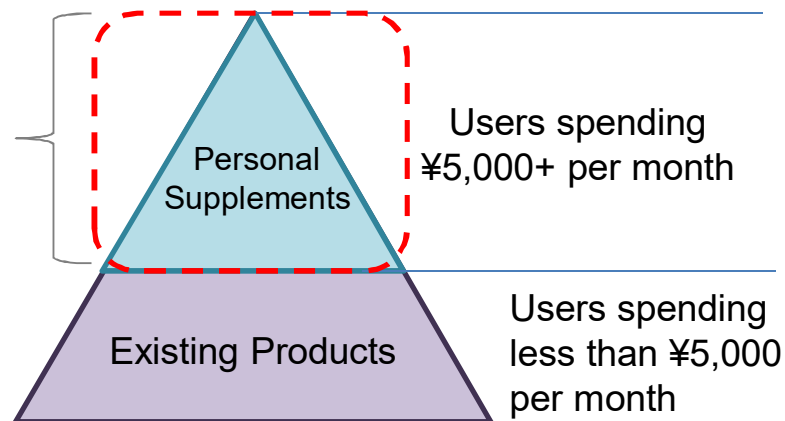 Personal
Supplements
Users spending
¥5,000+ per month
Existing Products
Users spending
less than ¥5,000
per month